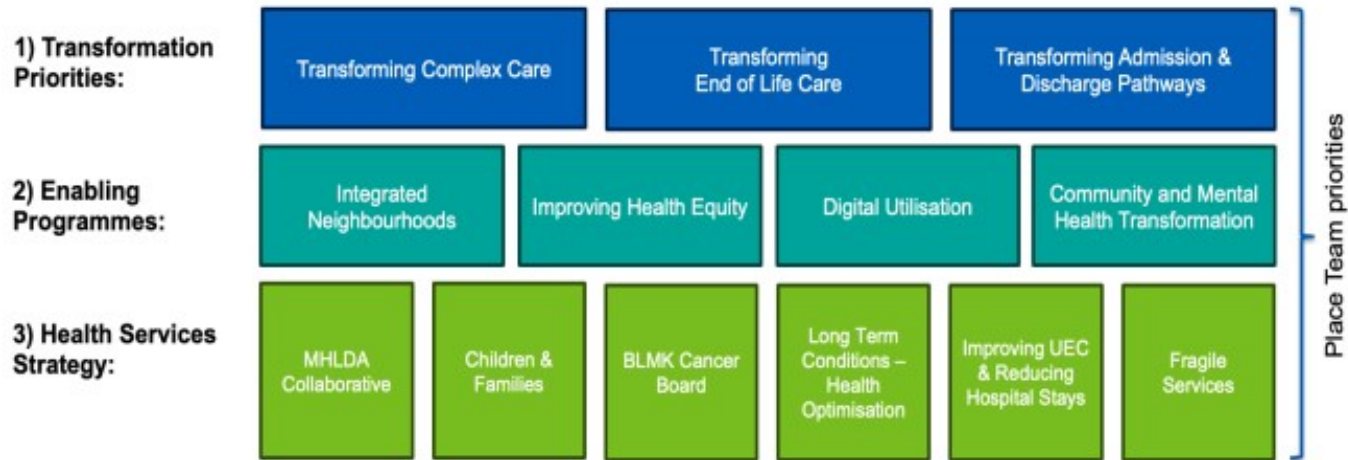 1) Transformation
Priorities:
Transforming Complex Care
Transforming
End of Life Care
Transforming Admission &
Discharge Pathways
2) Enabling
Programmes:
Integrated
Neighbourhoods
Improving Health Equity
Digital Utilisation
Community and Mental
Health Transformation
3) Health Services
Strategy:
MHLDA
Collaborative
Children &
Families
BLMK Cancer
Board
Long Term
Conditions –
Health
Optimisation
Improving UEC
& Reducing
Hospital Stays
Fragile
Services
Place Team priorities